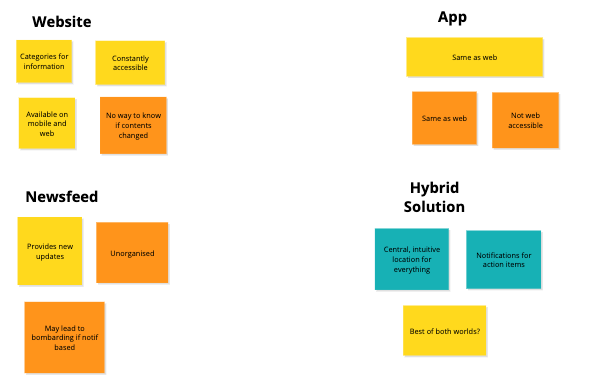 Website
Categories for
information
Constantly
accessible
Available on
mobile and
web
No way to know
if contents
changed
App
Same as web
Same as web
Not web
accessible
Newsfeed
Provides new
updates
Unorganised
May lead to
bombarding if notif
based
Hybrid
Solution
Central, intuitive
location for
everything
Notifications for
action items
Best of both worlds?